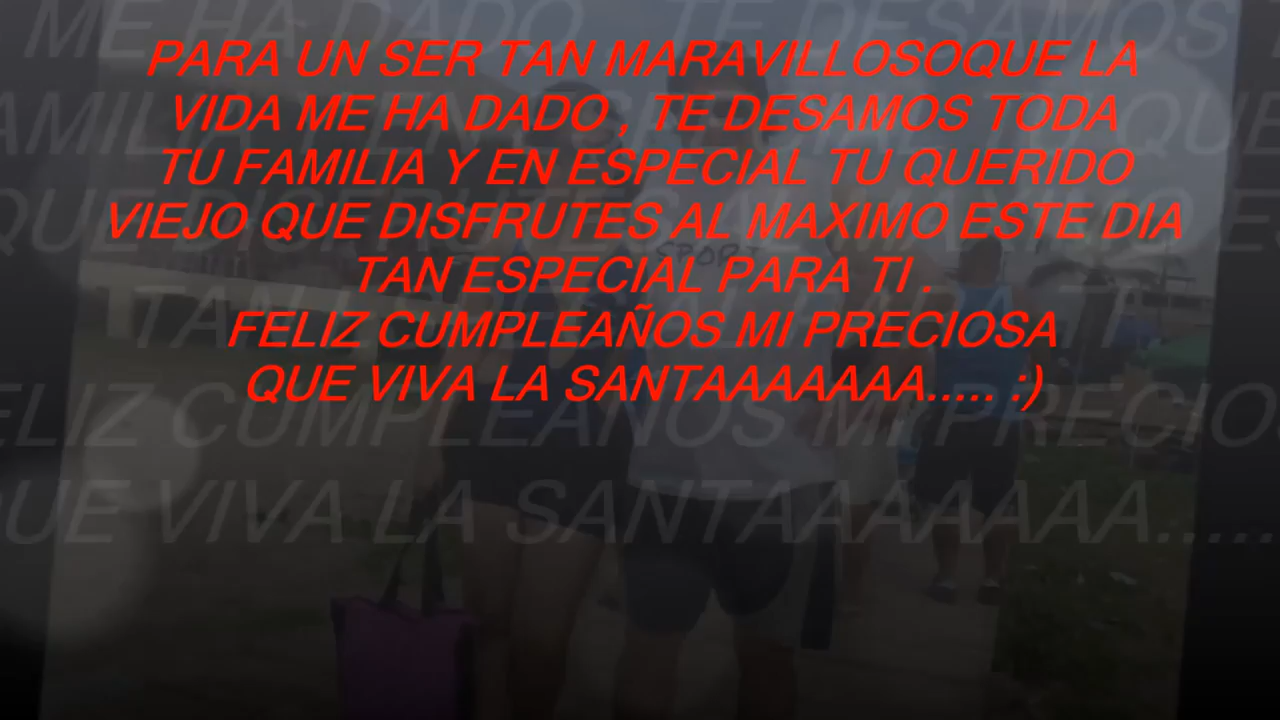 PARA UN SER TAN MARAVILLOSOQUE LA
VIDA ME HA DADO , TE DESAMOS TODA
TU FAMILIA Y EN ESPECIAL TU QUERIDO
VIEJO QUE DISFRUTES AL MAXIMO ESTE DIA
TAN ESPECIAL PARA TI .
FELIZ CUMPLEAÑOS MI PRECIOSA
QUE VIVA LA SANTAAAAAAA..... :)
SPORT